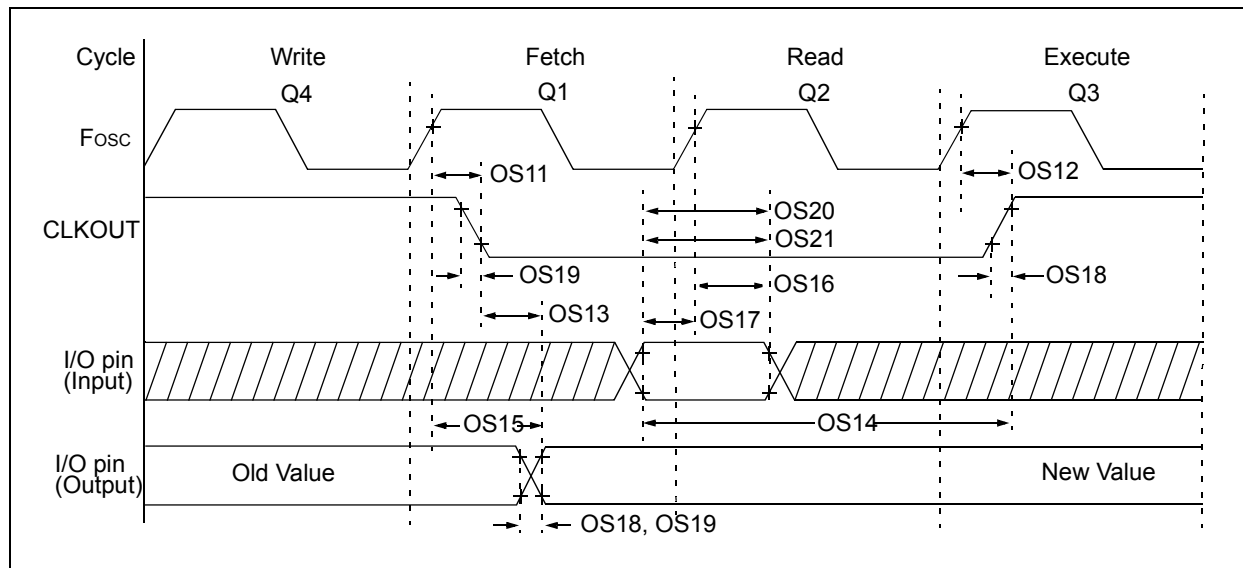 Cycle Write Fetch Read Execute
Q4 Q1 Q2 Q3
Fosc
OS11 OS12
OS20
CLKOUT OS21
OS19 OS16 OS18
OS13 OS17
I/O pin
(Input)
OS15 OS14
I/O pin
(Output)
Old Value New Value
OS18, OS19